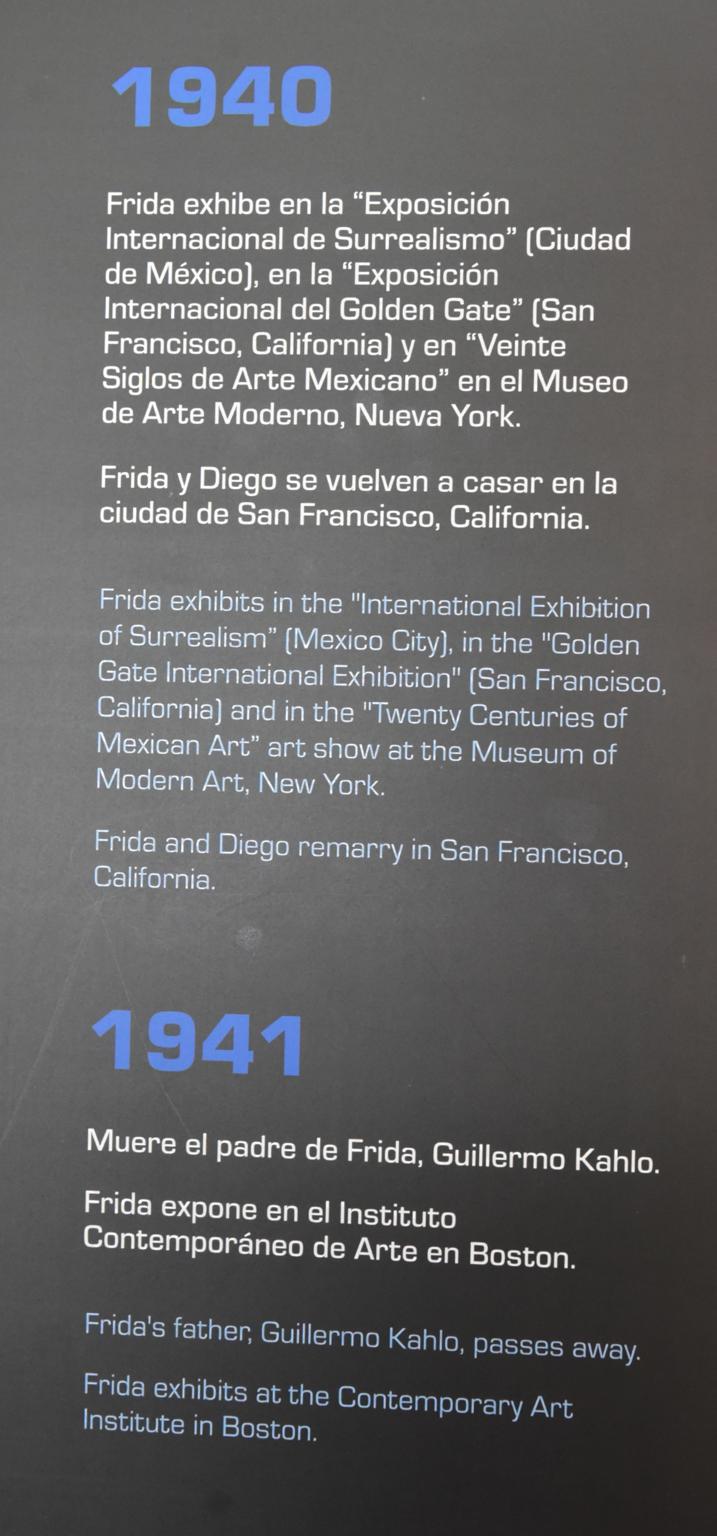 1940
Frida exhibe en la “Exposición
Internacional de Surrealismo” (Ciudad
de México), en la “Exposición
Internacional del Golden Gate” (San
Francisco, California) y en “Veinte
Siglos de Arte Mexicano” en el Museo
de Arte Moderno, Nueva York.
Frida y Diego se vuelven a casar en la
ciudad de San Francisco, California.
Frida exhibits in the "International Exhibition
of Surrealism” (Mexico City), in the "Golden
Gate International Exhibition" (San Francisco,
California) and in the "Twenty Centuries of
Mexican Art” art show at the Museum of
Modern Art, New York.
Frida and Diego remarry in San Francisco,
California.
1941
Muere el padre de Frida, Guillermo Kahlo.
Frida expone en el Instituto
Contemporáneo de Arte en Boston.
Frida's father, Guillermo Kahlo, passes away.
Frida exhibits at the Contemporary Art
Institute in Boston.